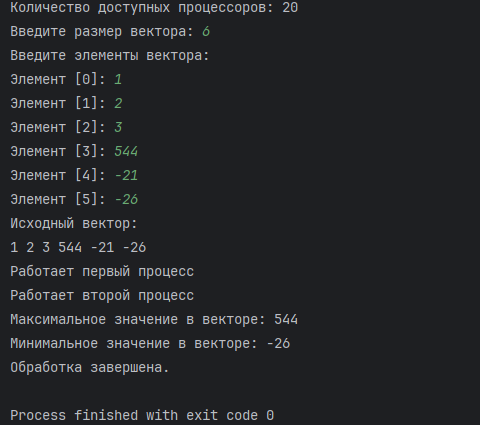 Количество доступных процессоров: 20
Введите размер вектора: 6
Введите элементы вектора:
Элемент [0]: 1
Элемент [1]: 2
Элемент [2]: 3
Элемент [3]: 544
Элемент [4]: -21
Элемент [5]: -26
Исходный вектор:
1 2 3 544 -21 -26
Работает первый процесс
Работает второй процесс
Максимальное значение в векторе: 544
Минимальное значение в векторе: -26
Обработка завершена.
Process finished with exit code 0